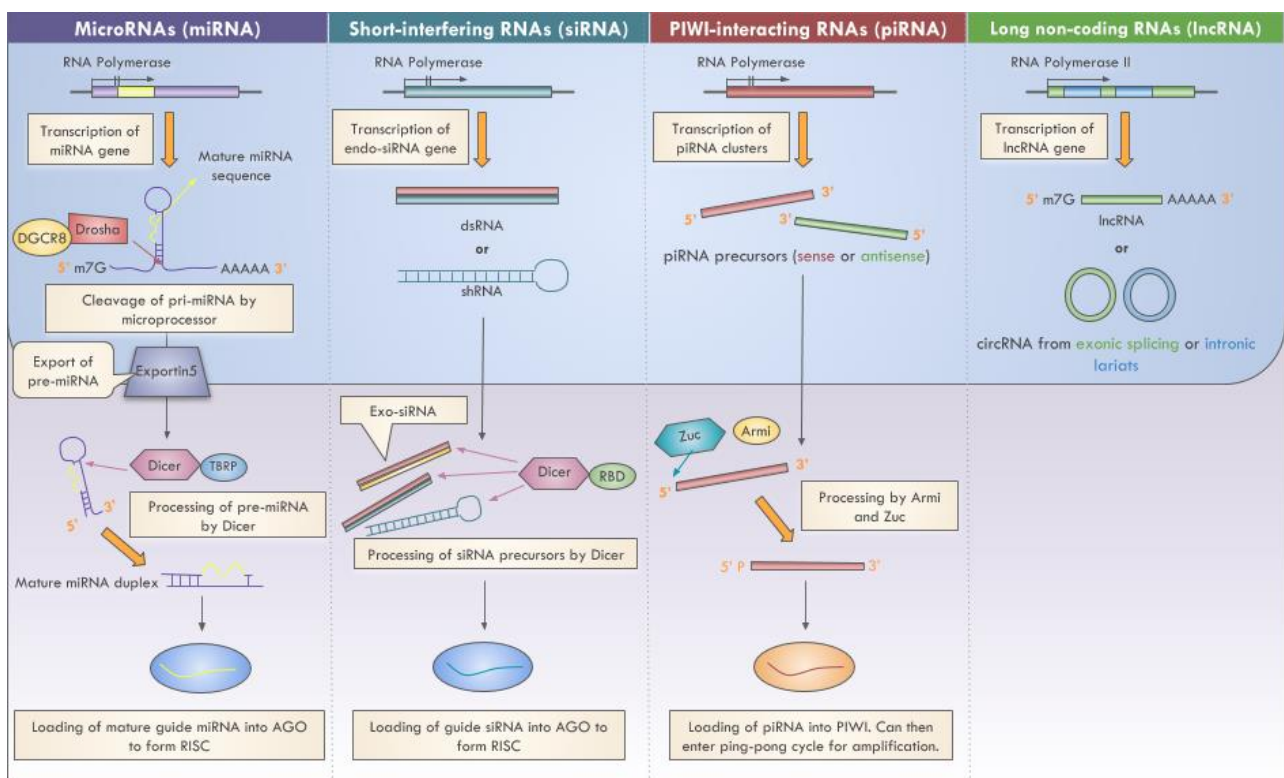 MicroRNAs (miRNA)
RNA Polymerase
Transcription of
miRNA gene
Mature miRNA
sequence
DGCR8
Drosha
5' m7G
AAAAA 3'
Cleavage of pri-miRNA by
microprocessor
Export of
pre-miRNA
Exportin5
Dicer
TBRP
3'
5'
Processing of pre-miRNA
by Dicer
Mature miRNA duplex
Loading of mature guide miRNA into AGO
to form RISC
Short-interfering RNAs (siRNA)
RNA Polymerase
Transcription of
endo-siRNA gene
dsRNA
or
shRNA
Exo-siRNA
Dicer
RBD
Processing of siRNA precursors by Dicer
Loading of guide siRNA into AGO to
form RISC
PIWI-interacting RNAs (piRNA)
RNA Polymerase
Transcription of
piRNA clusters
3'
5'
3'
5'
piRNA precursors (sense or antisense)
Zuc
Armi
3'
5'
Processing by Armi
and Zuc
5' P
3'
Loading of piRNA into PIWI. Can then
enter ping-pong cycle for amplification.
Long non-coding RNAs (lncRNA)
RNA Polymerase II
Transcription of
lncRNA gene
5' m7G
AAAAA 3'
lncRNA
or
circRNA from exonic splicing or intronic
lariats